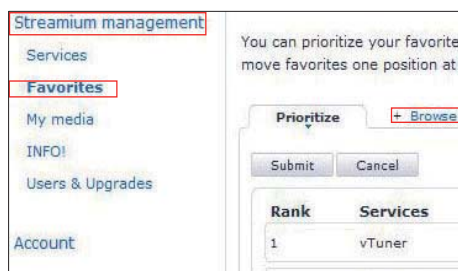 Streamium management
Services
Favorites
My media
INFO!
Users & Upgrades
Account
You can prioritize your favorite
move favorites one position at
Prioritize
+ Browse
Submit Cancel
Rank Services
1 vTuner